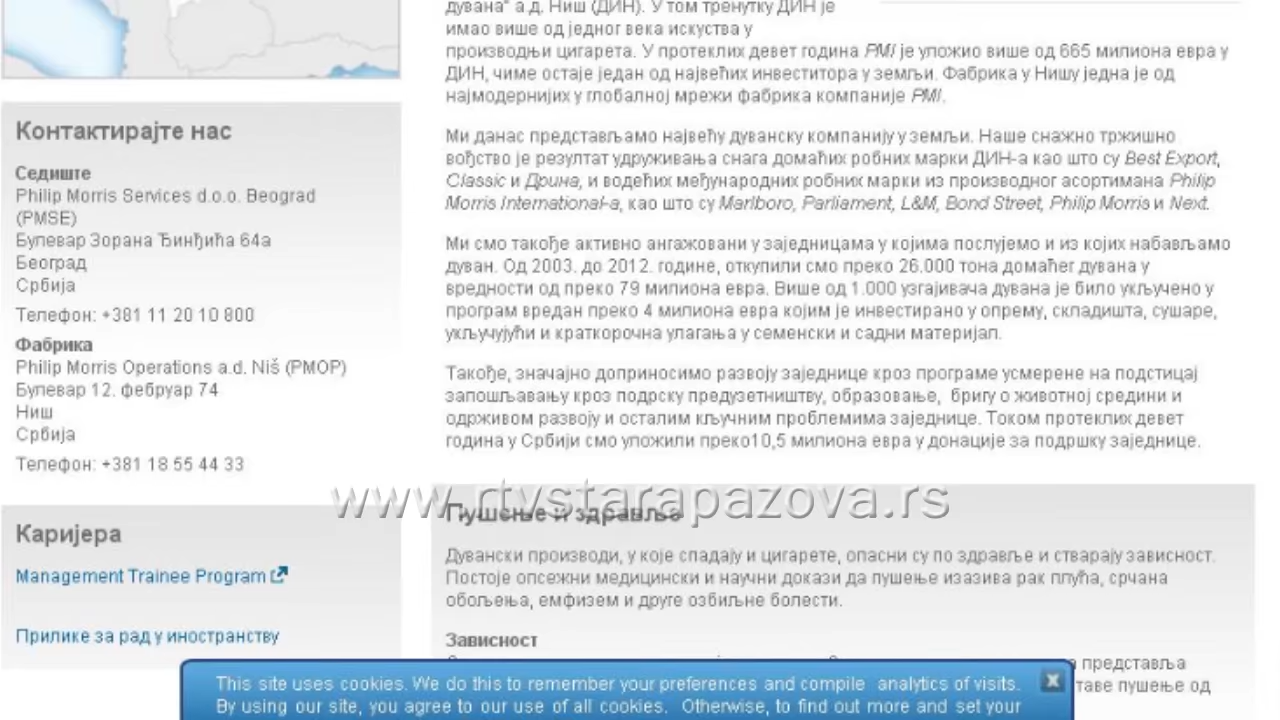 Контактирајте нас
Седиште
Philip Morris Services d.o.o. Beograd
(PMSE)
Булевар Зорана Ђинђића 64а
Београд
Србија
Телефон: +381 11 20 10 800
Фабрика
Philip Morris Operations a.d. Niš (PMOP)
Булевар 12. фебруар 74
Ниш
Србија
Телефон: +381 18 55 44 33
Каријера
Management Trainee Program
Прилике за рад у иностранству
дувана" а.д. Ниш (ДИН). У том тренутку ДИН је
имао више од једног века искуства у
производњи цигарета. У протеклих девет година PMI је уложио више од 665 милиона евра у
ДИН, чиме остаје један од највећих инвеститора у земљи. Фабрика у Нишу једна је од
најмодернијих у глобалној мрежи фабрика компаније PMI.
Ми данас представљамо највећу дуванску компанију у земљи. Наше снажно тржишно
вођство је резултат удруживања снага домаћих робних марки ДИН-а као што су Best Export,
Classic и Дрина, и водећих међународних робних марки из производног асортимана Philip
Morris International-а, као што су Marlboro, Parliament, L&M, Bond Street, Philip Morris и Next.
Ми смо такође активно ангажовани у заједницама у којима послујемо и из којих набављамо
дуван. Од 2003. до 2012. године, откупили смо преко 26.000 тона домаћег дувана у
вредности од преко 79 милиона евра. Више од 1.000 узгајивача дувана је било укључено у
програм вредан преко 4 милиона евра којим је инвестирано у опрему, складишта, сушаре,
укључујући и краткорочна улагања у семенски и садни материјал.
Такође, значајно доприносимо развоју заједнице кроз програме усмерене на подстицај
запошљавању кроз подрску предузетништву, образовање, бригу о животној средини и
одрживом развоју и осталим кључним проблемима заједнице. Током протеклих девет
година у Србији смо уложили преко10,5 милиона евра у донације за подршку заједнице.
www.rtvstarapazova.rs
Пушење и здравље
Дувански производи, у које спадају и цигарете, опасни су по здравље и стварају зависност.
Постоје опсежни медицински и научни докази да пушење изазива рак плућа, срчана
обољења, емфизем и друге озбиљне болести.
Зависност
представља
пушење од
This site uses cookies. We do this to remember your preferences and compile analytics of visits.
By using our site, you agree to our use of all cookies. Otherwise, to find out more and set your